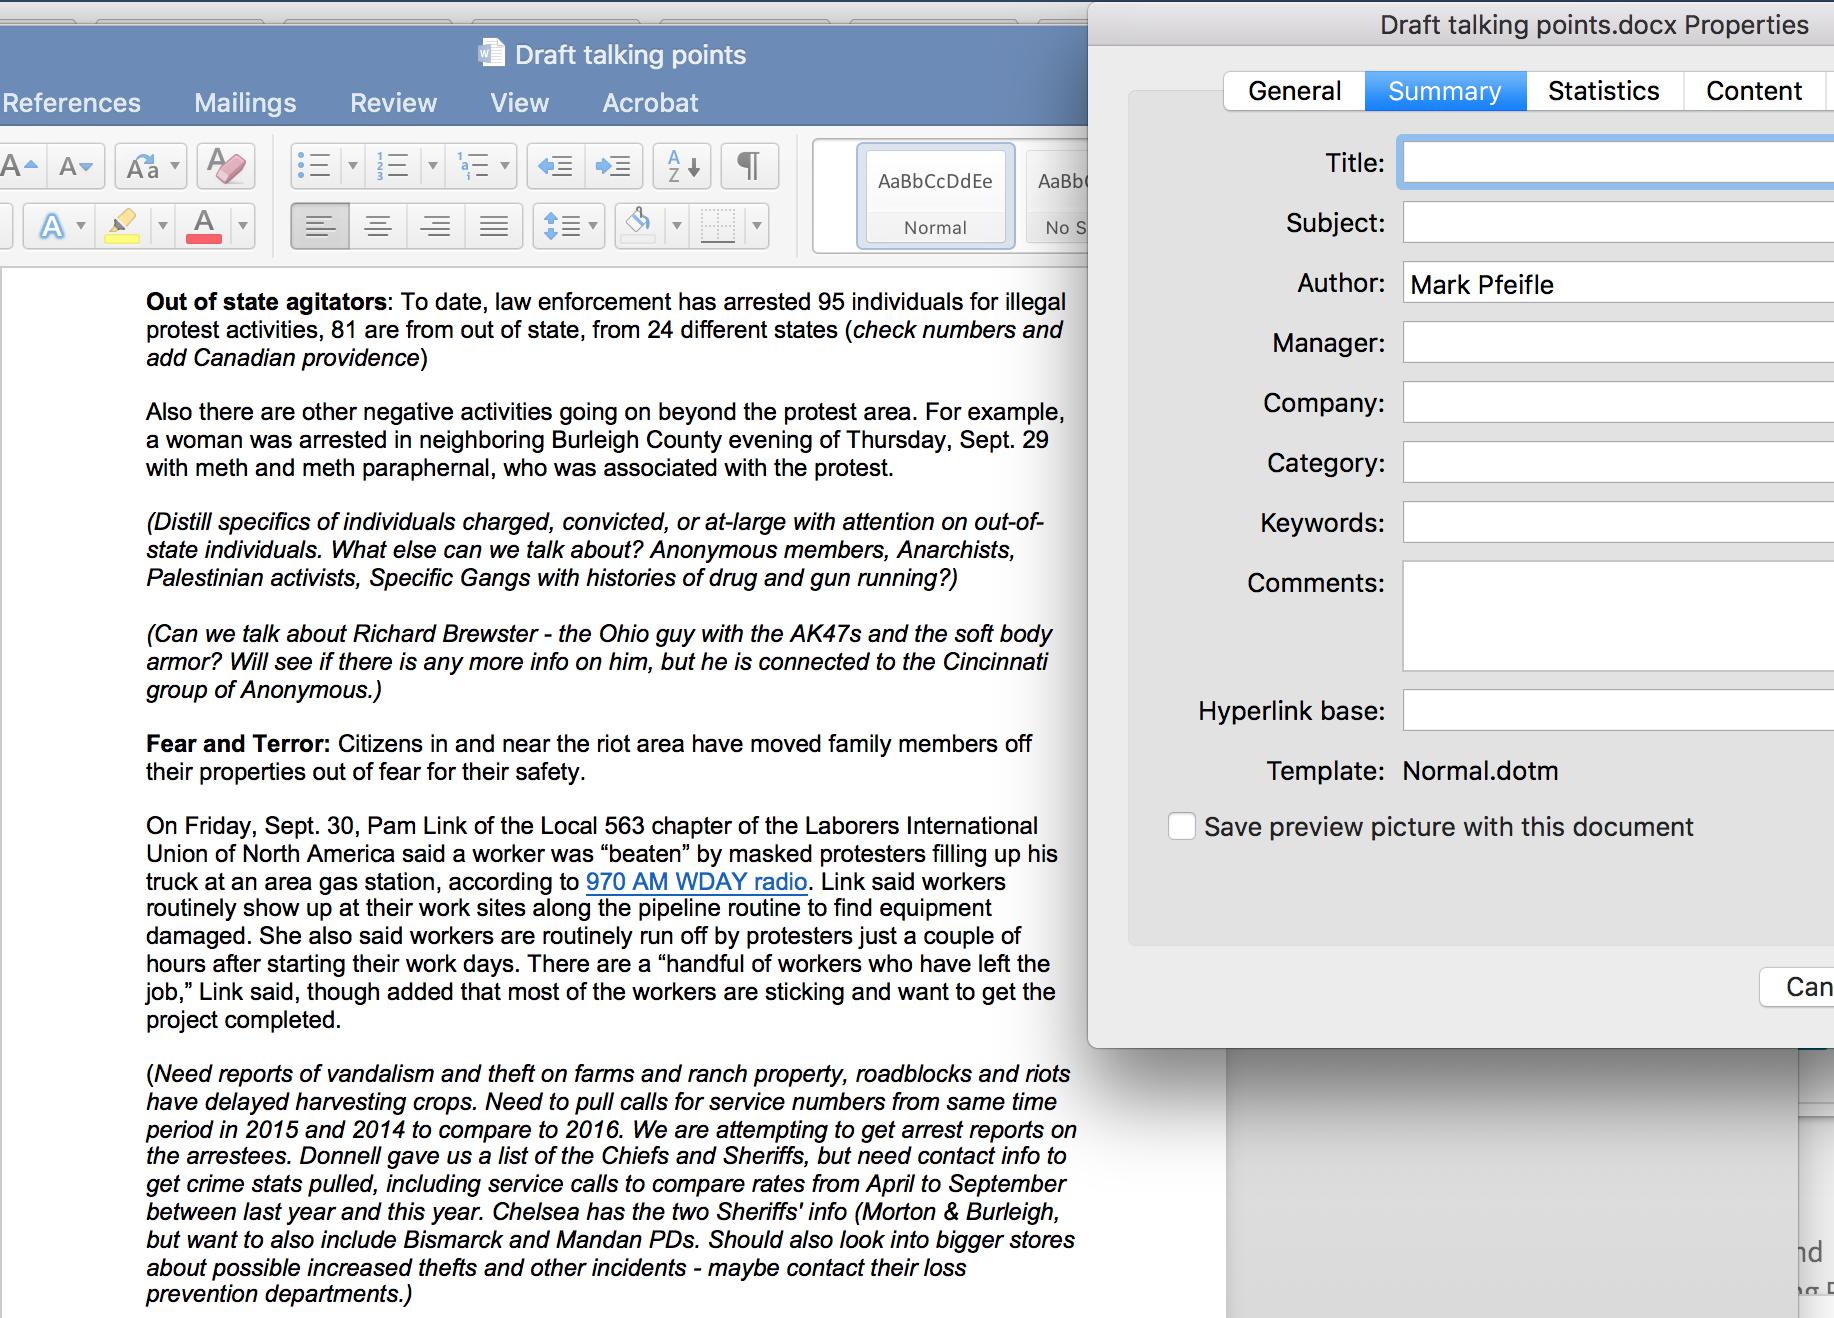 Draft talking points
References Mailings Review View Acrobat
A A Aa A
A A
AaBbCcDdEe
Normal
AaBbC
No S
Out of state agitators: To date, law enforcement has arrested 95 individuals for illegal
protest activities, 81 are from out of state, from 24 different states (check numbers and
add Canadian providence)
Also there are other negative activities going on beyond the protest area. For example,
a woman was arrested in neighboring Burleigh County evening of Thursday, Sept. 29
with meth and meth paraphernal, who was associated with the protest.
(Distill specifics of individuals charged, convicted, or at-large with attention on out-of-
state individuals. What else can we talk about? Anonymous members, Anarchists,
Palestinian activists, Specific Gangs with histories of drug and gun running?)
(Can we talk about Richard Brewster - the Ohio guy with the AK47s and the soft body
armor? Will see if there is any more info on him, but he is connected to the Cincinnati
group of Anonymous.)
Fear and Terror: Citizens in and near the riot area have moved family members off
their properties out of fear for their safety.
On Friday, Sept. 30, Pam Link of the Local 563 chapter of the Laborers International
Union of North America said a worker was “beaten” by masked protesters filling up his
truck at an area gas station, according to 970 AM WDAY radio. Link said workers
routinely show up at their work sites along the pipeline routine to find equipment
damaged. She also said workers are routinely run off by protesters just a couple of
hours after starting their work days. There are a “handful of workers who have left the
job,” Link said, though added that most of the workers are sticking and want to get the
project completed.
(Need reports of vandalism and theft on farms and ranch property, roadblocks and riots
have delayed harvesting crops. Need to pull calls for service numbers from same time
period in 2015 and 2014 to compare to 2016. We are attempting to get arrest reports on
the arrestees. Donnell gave us a list of the Chiefs and Sheriffs, but need contact info to
get crime stats pulled, including service calls to compare rates from April to September
between last year and this year. Chelsea has the two Sheriffs' info (Morton & Burleigh,
but want to also include Bismarck and Mandan PDs. Should also look into bigger stores
about possible increased thefts and other incidents - maybe contact their loss
prevention departments.)
Draft talking points.docx Properties
General Summary Statistics Content
Title:
Subject:
Author: Mark Pfeifle
Manager:
Company:
Category:
Keywords:
Comments:
Hyperlink base:
Template: Normal.dotm
Save preview picture with this document
Can